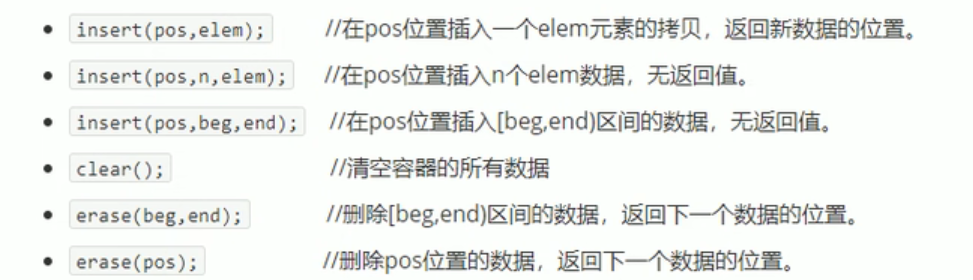 insert(pos,elem); //在pos位置插入一个elem元素的拷贝，返回新数据的位置。
insert(pos,n,elem); //在pos位置插入n个elem数据，无返回值。
insert(pos,beg,end); //在pos位置插入[beg,end)区间的数据，无返回值。
clear(); //清空容器的所有数据
erase(beg,end); //删除[beg,end)区间的数据，返回下一个数据的位置。
erase(pos); //删除pos位置的数据，返回下一个数据的位置。